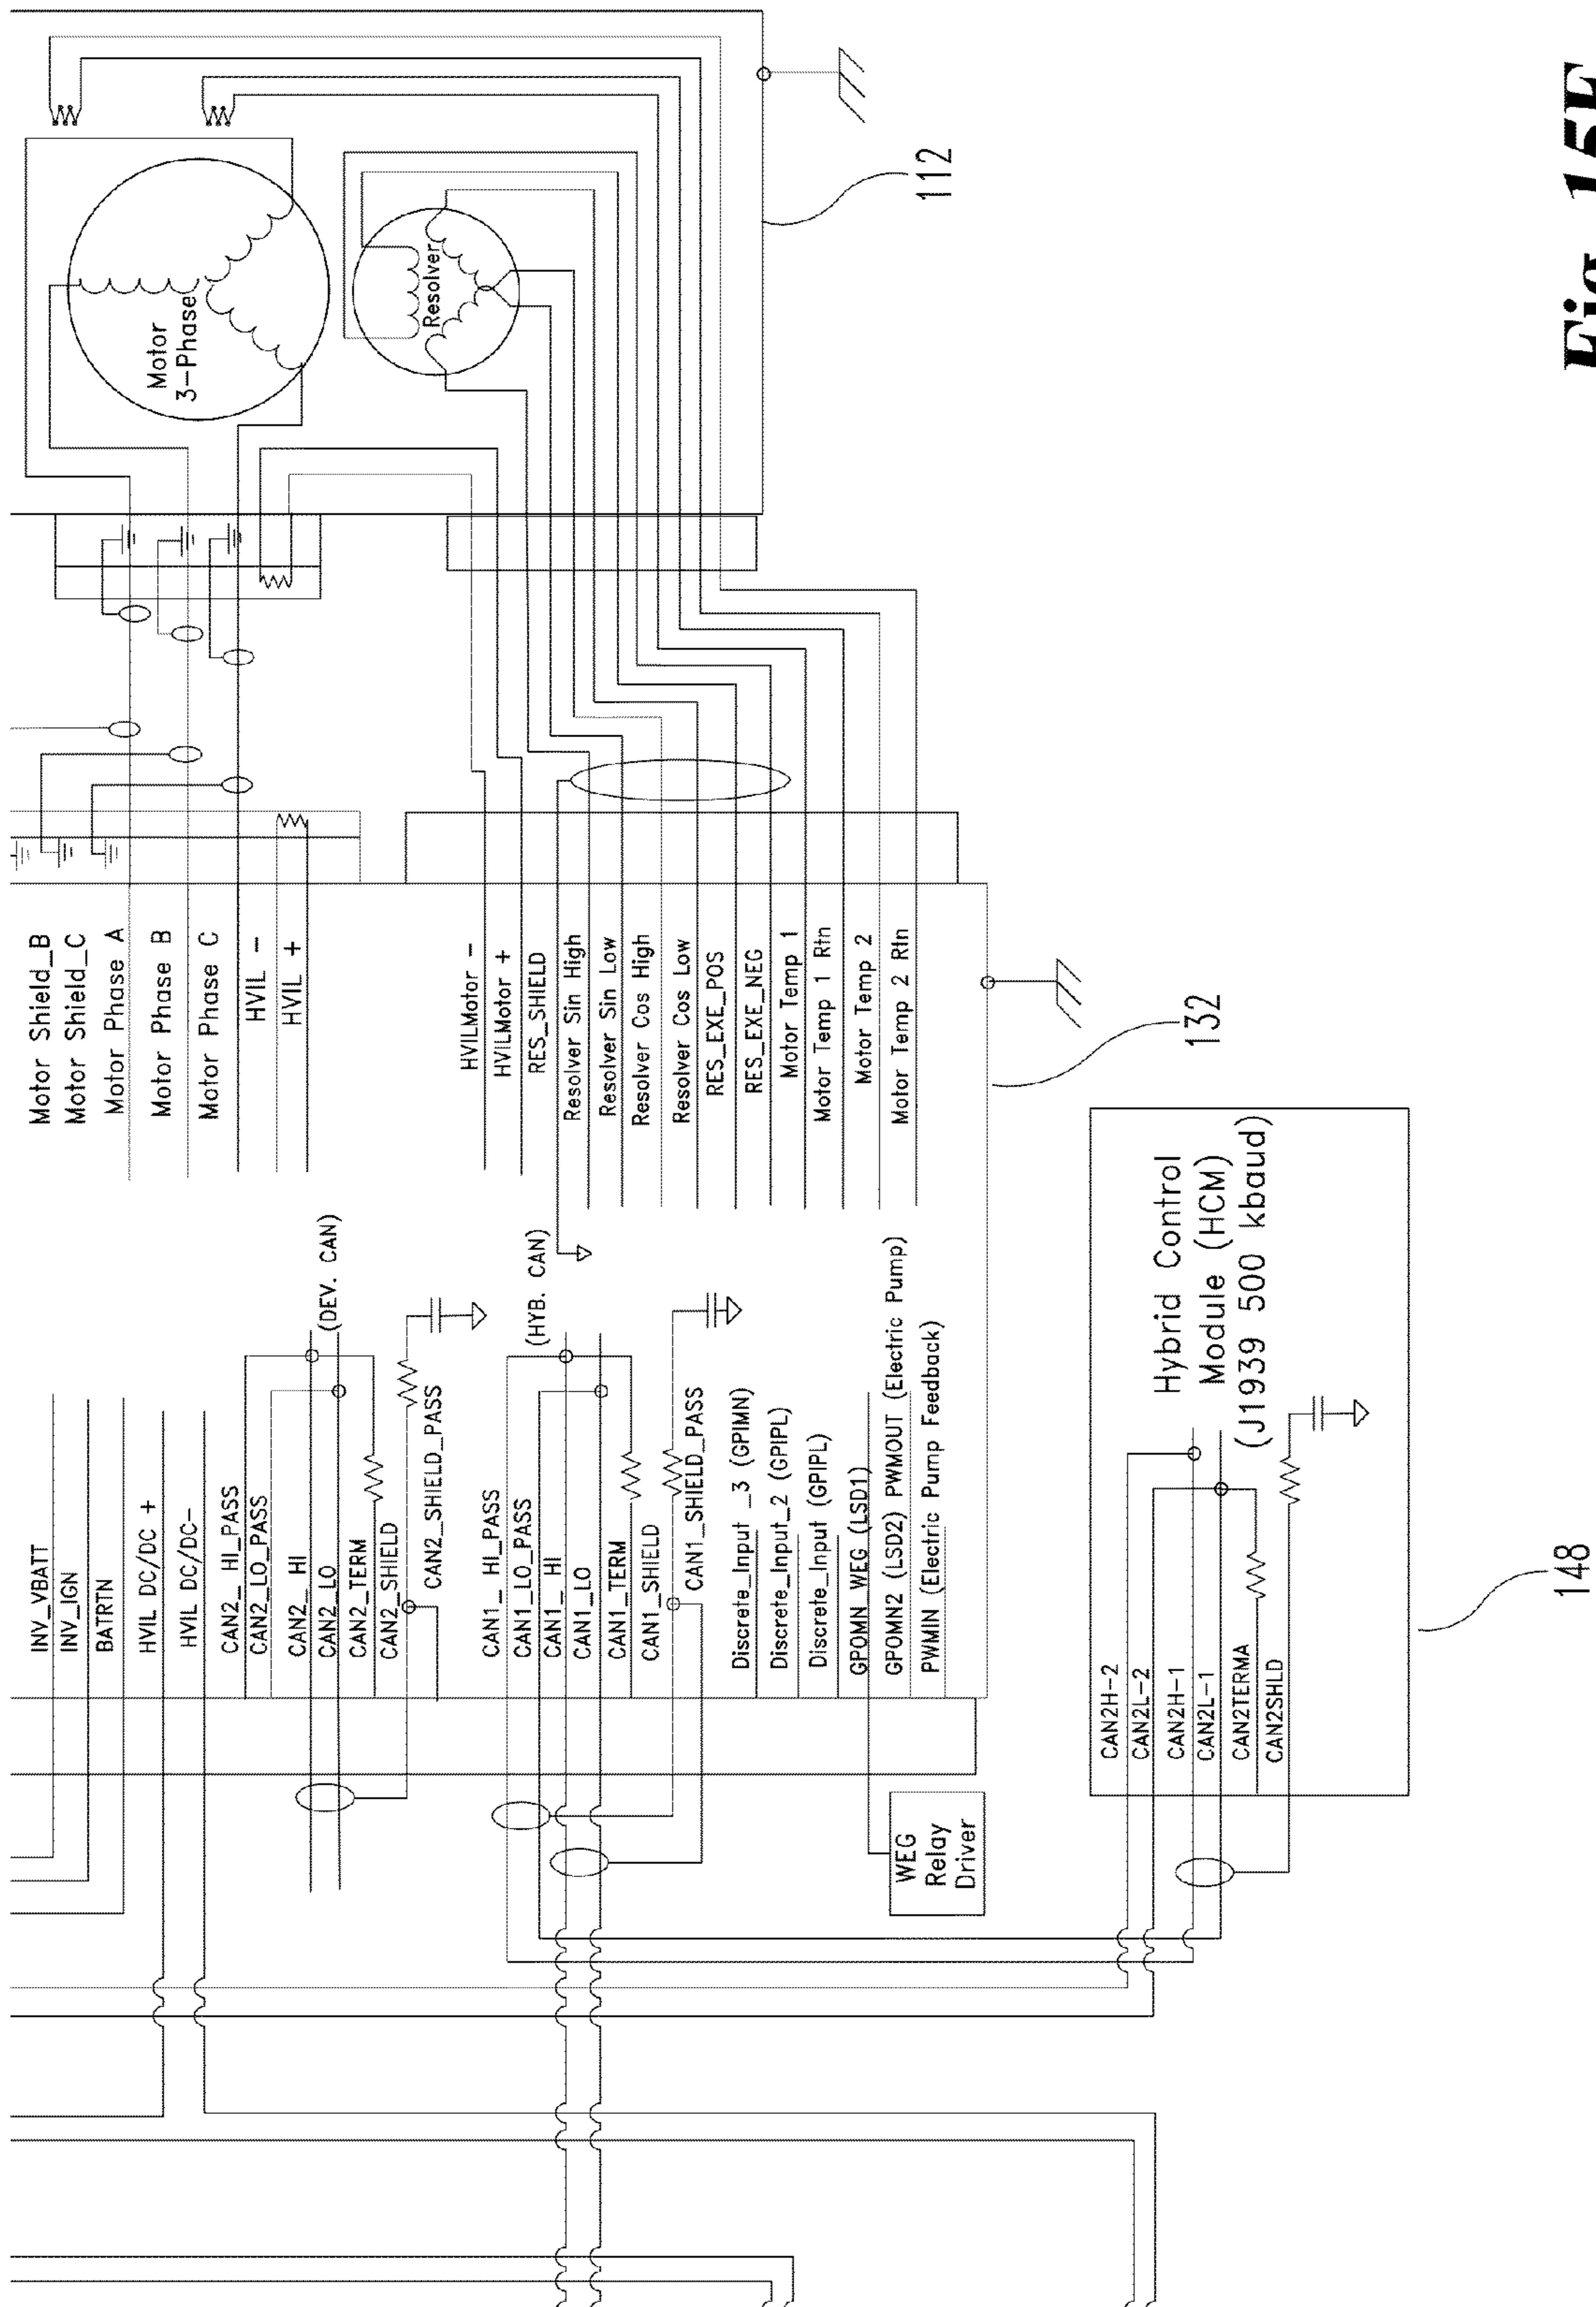 Motor
3-Phase
Resolver
112
Motor Shield_B
Motor Shield_C
Motor Phase A
Motor Phase B
Motor Phase C
HVIL -
HVIL +
HVILMotor -
HVILMotor +
RES_SHIELD
Resolver Sin High
Resolver Sin Low
Resolver Cos High
Resolver Cos Low
RES_EXE_POS
RES_EXE_NEG
Motor Temp 1
Motor Temp 1 Rtn
Motor Temp 2
Motor Temp 2 Rtn
132
INV_VBATT
INV_IGN
BATRTN
HVIL DC/DC +
HVIL DC/DC-
CAN2_ HI_PASS
CAN2_LO_PASS
CAN2_ HI
CAN2_LO
(DEV. CAN)
CAN2_TERM
CAN2_SHIELD
CAN2_SHIELD_PASS
CAN1_ HI_PASS
CAN1_LO_PASS
CAN1_ HI
(HYB. CAN)
CAN1_LO
CAN1_TERM
CAN1_SHIELD
CAN1_SHIELD_PASS
Discrete_Input _3 (GPIMN)
Discrete_Input_2 (GPIPL)
Discrete_Input (GPIPL)
GPOMN_WEG (LSD1)
GPOMN2 (LSD2) PWMOUT (Electric Pump)
PWMIN (Electric Pump Feedback)
WEG
Relay
Driver
Hybrid Control
Module (HCM)
(J1939 500 kbaud)
CAN2H-2
CAN2L-2
CAN2H-1
CAN2L-1
CAN2TERMA
CAN2SHLD
148